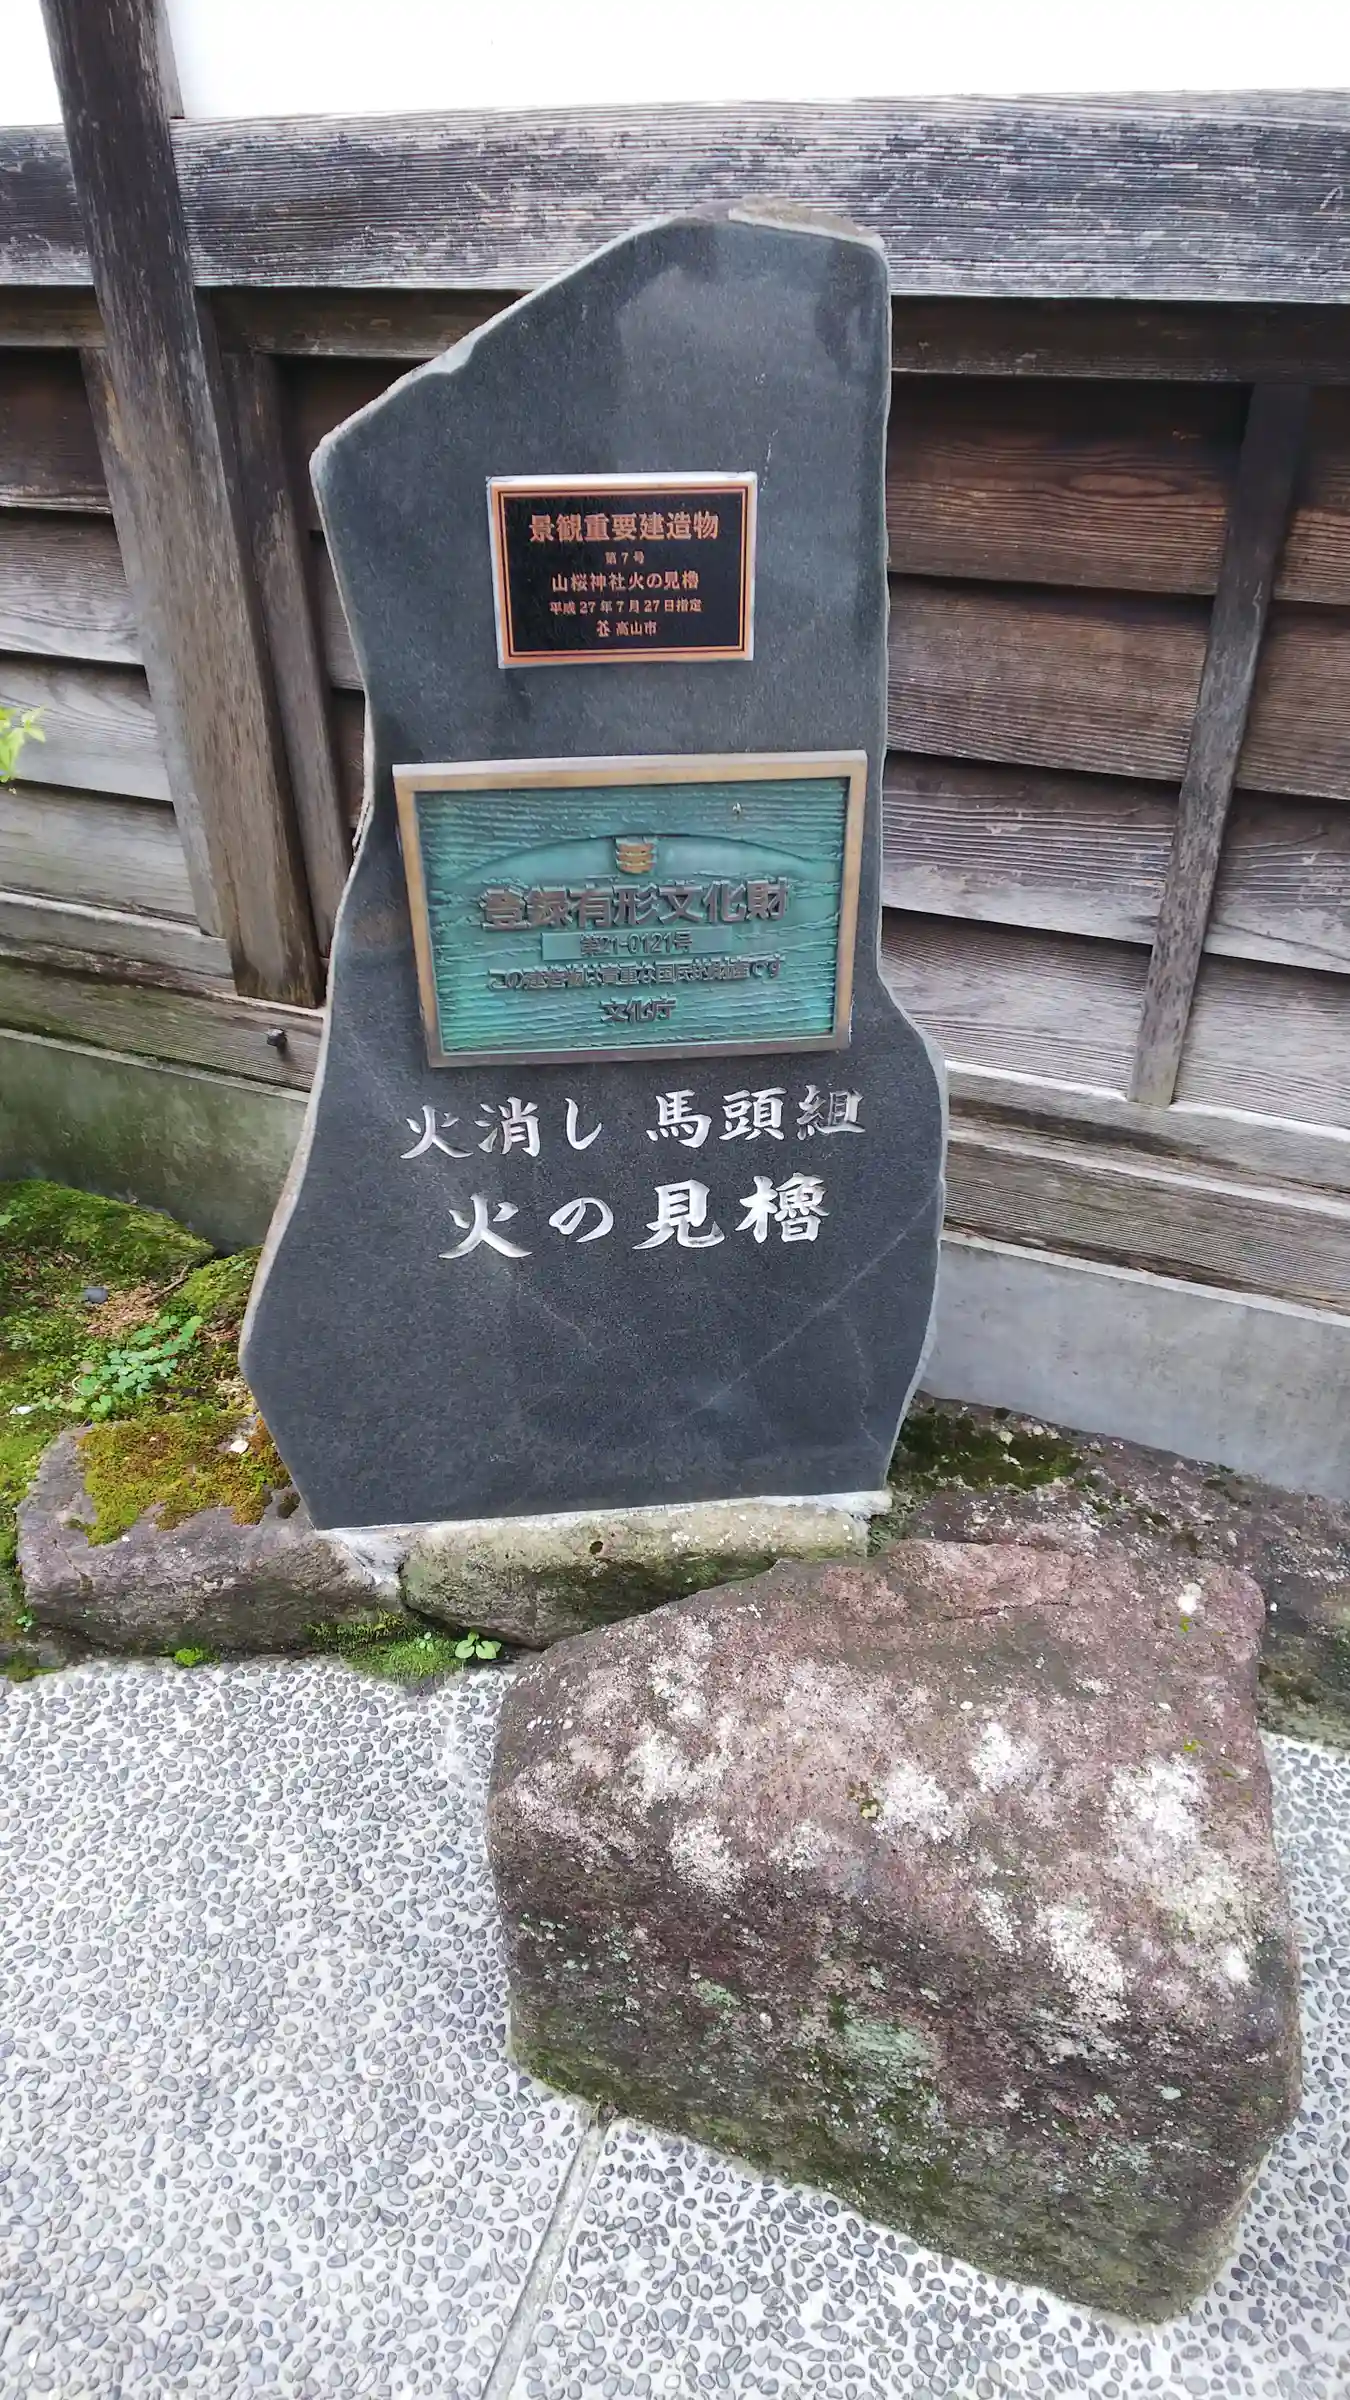 景観重要建造物
第7号
山桜神社火の見櫓
平成27年7月27日指定
高山市
登録有形文化財
第21-0121号
この建造物は貴重な国民的財産です
文化庁
火消し 馬頭組
火の見櫓